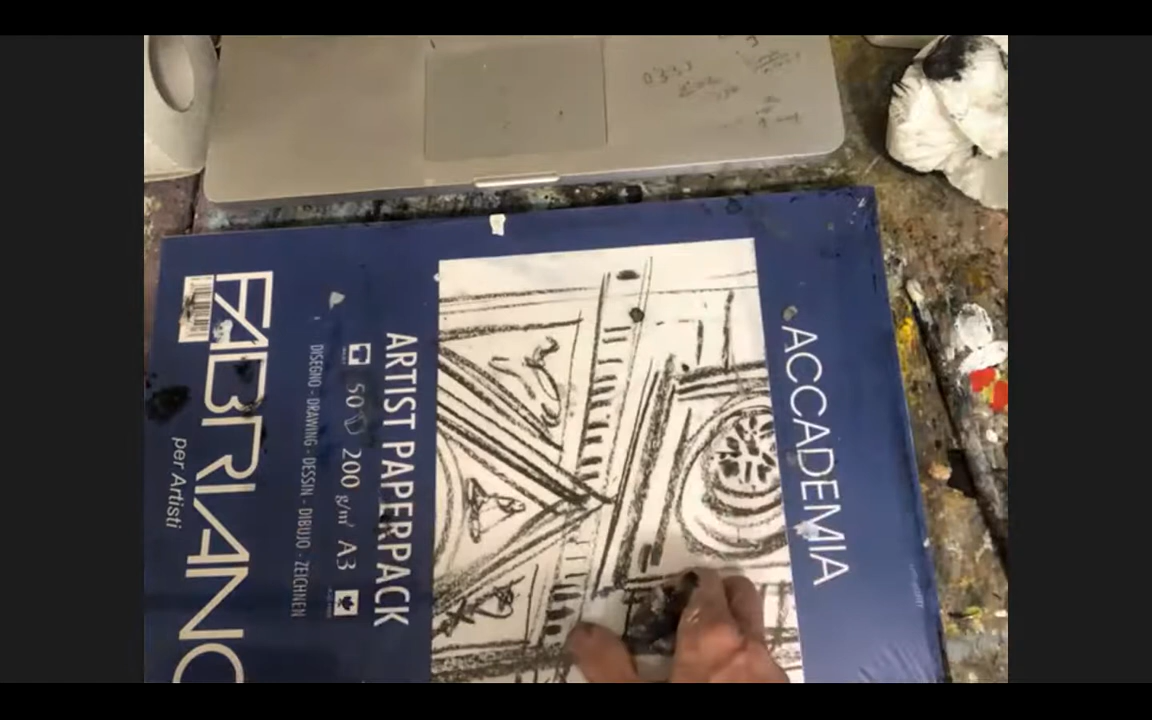 ACCADEMIA
ARTIST PAPERPACK
50 200 g/m² A3
DISEGNO - DRAWING - DESSIN - DIBUJO - ZEICHNEN
FABRIANO
per Artisti